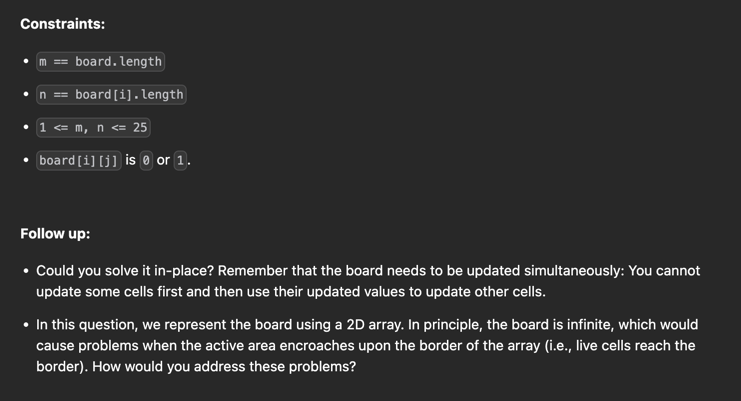 Constraints:
• m == board.length
• n == board[i].length
• 1 <= m, n <= 25
• board[i][j] is 0 or 1.
Follow up:
• Could you solve it in-place? Remember that the board needs to be updated simultaneously: You cannot
update some cells first and then use their updated values to update other cells.
• In this question, we represent the board using a 2D array. In principle, the board is infinite, which would
cause problems when the active area encroaches upon the border of the array (i.e., live cells reach the
border). How would you address these problems?